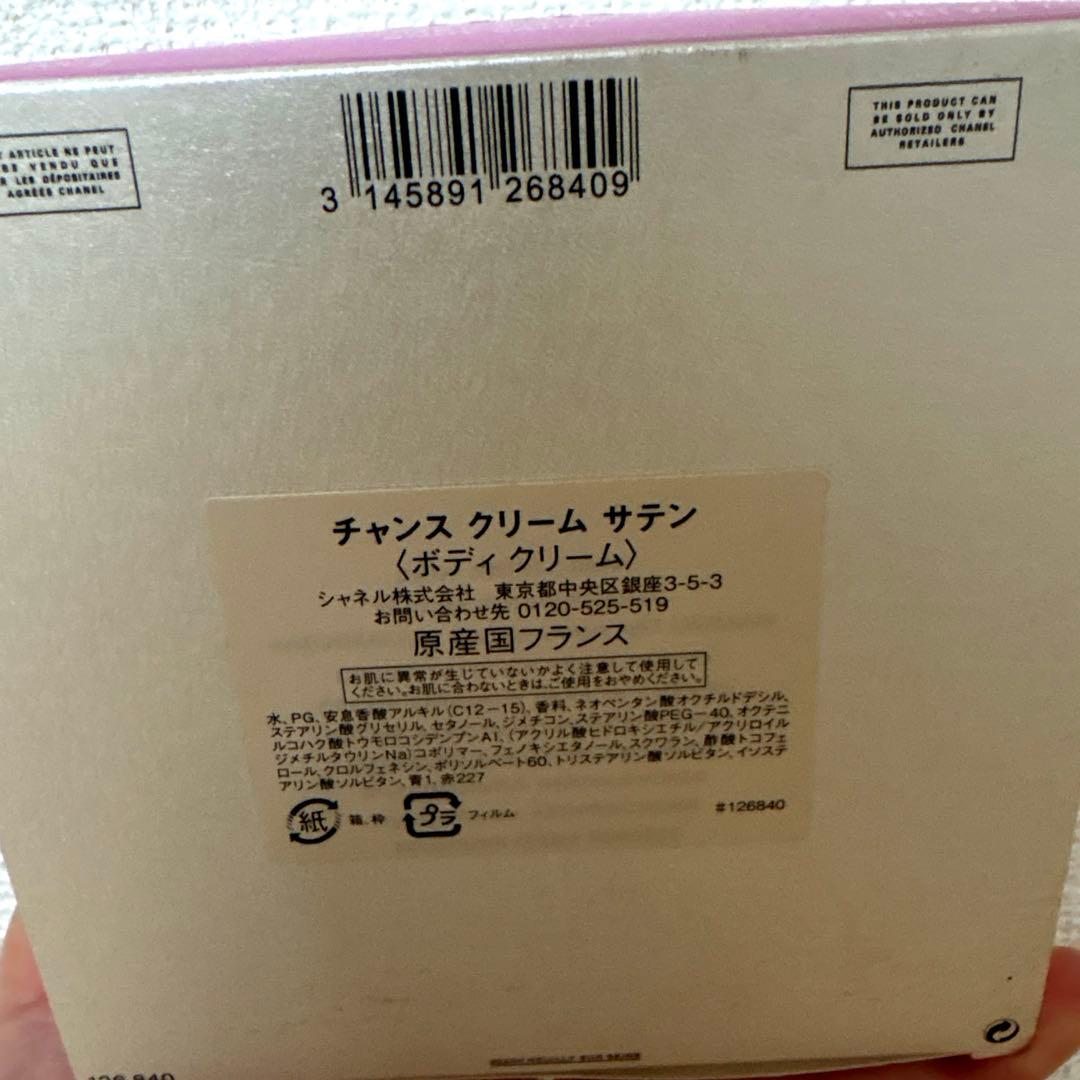 ARTICLE NE PEUT
VENDU QUE
LES DÉPOSITAIRES
AGRÉÉS CHANEL
3 145891 268409
THIS PRODUCT CAN
BE SOLD ONLY BY
AUTHORIZED CHANEL
RETAILERS
チャンス クリーム サテン
〈ボディ クリーム〉
シャネル株式会社 東京都中央区銀座3-5-3
お問い合わせ先 0120-525-519
原産国フランス
お肌に異常が生じていないかよく注意して使用して
ください。お肌に合わないときは、ご使用をおやめください。
水、PG、安息香酸アルキル(C12-15)、香料、ネオペンタン酸オクチルドデシル、
ステアリン酸グリセリル、セタノール、ジメチコン、ステアリン酸PEG-40、オクテニ
ルコハク酸トウモロコシデンプンAl、(アクリル酸ヒドロキシエチル/アクリロイル
ジメチルタウリンNa)コポリマー、フェノキシエタノール、スクワラン、酢酸トコフェ
ロール、クロルフェネシン、ポリソルベート60、トリステアリン酸ソルビタン、イソステ
アリン酸ソルビタン、青1、赤227
紙 箱、枠 プラ フィルム #126840